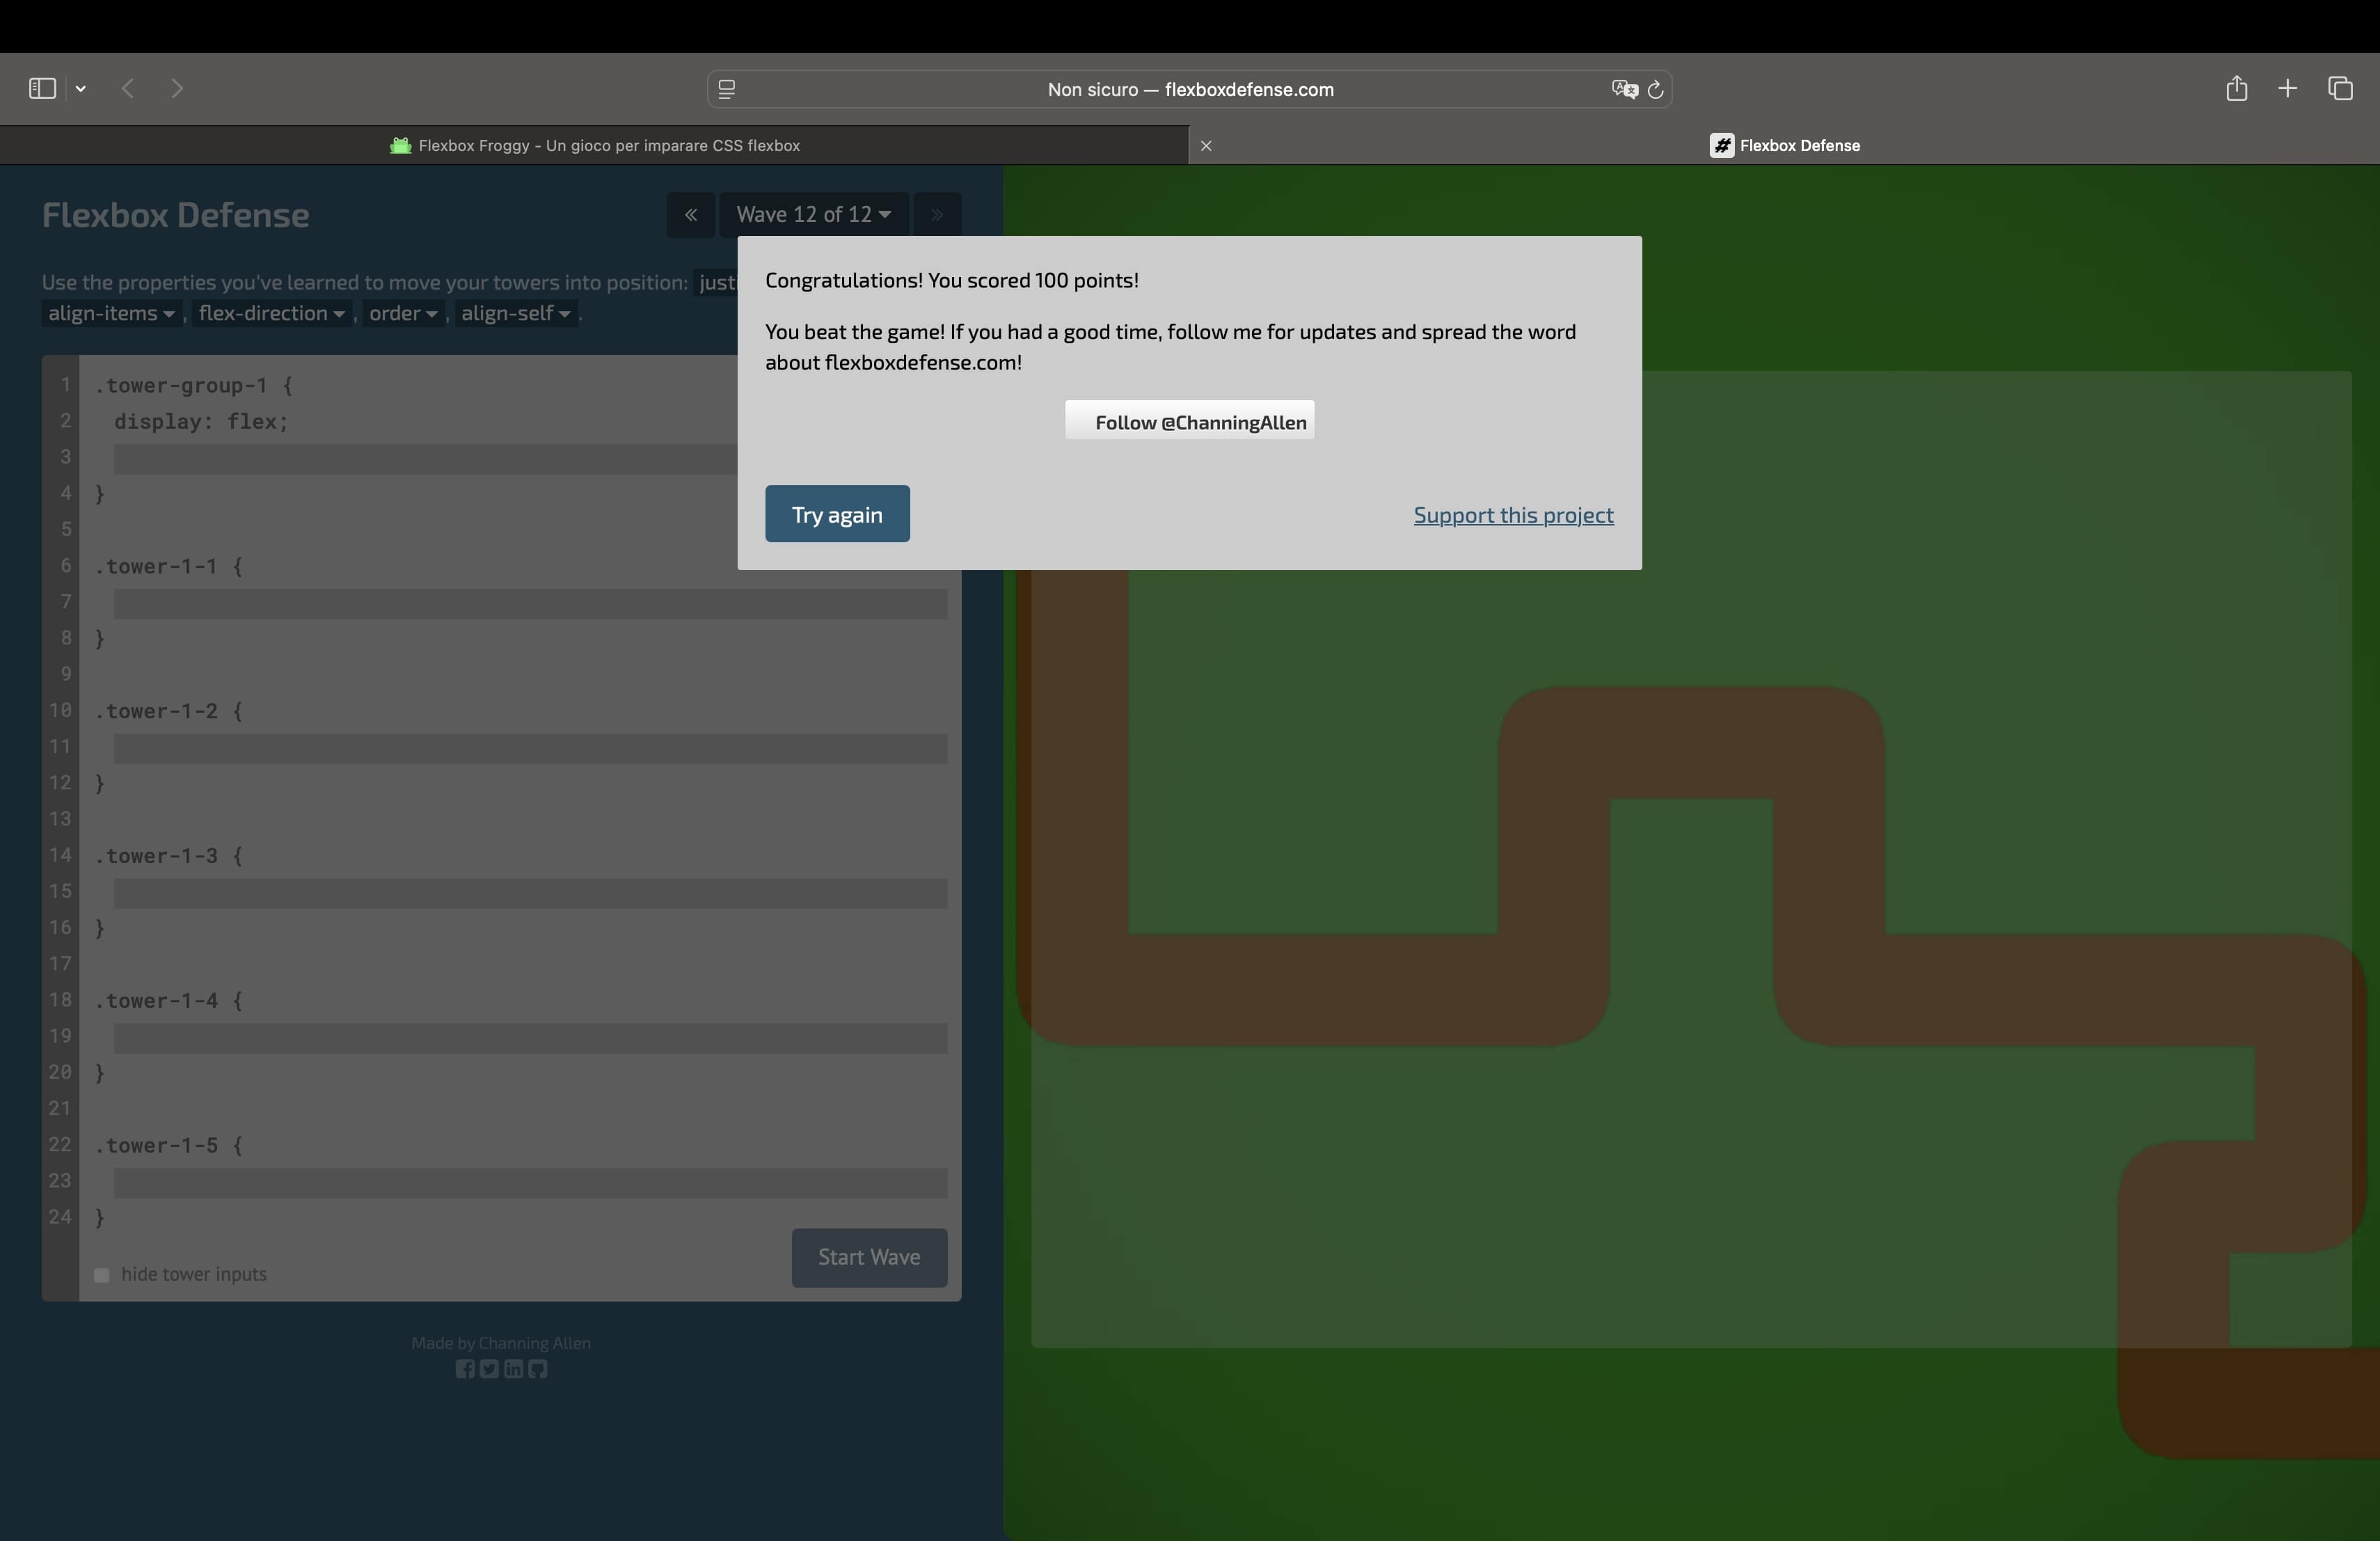 Non sicuro — flexboxdefense.com
Flexbox Froggy - Un gioco per imparare CSS flexbox
Flexbox Defense
Flexbox Defense
« Wave 12 of 12 »
Use the properties you've learned to move your towers into position:
align-items , flex-direction , order , align-self .
Congratulations! You scored 100 points!
You beat the game! If you had a good time, follow me for updates and spread the word
about flexboxdefense.com!
Follow @ChanningAllen
Try again
Support this project
1 .tower-group-1 {
2 display: flex;
3
4 }
5
6 .tower-1-1 {
7
8 }
9
10 .tower-1-2 {
11
12 }
13
14 .tower-1-3 {
15
16 }
17
18 .tower-1-4 {
19
20 }
21
22 .tower-1-5 {
23
24 }
hide tower inputs
Start Wave
Made by Channing Allen